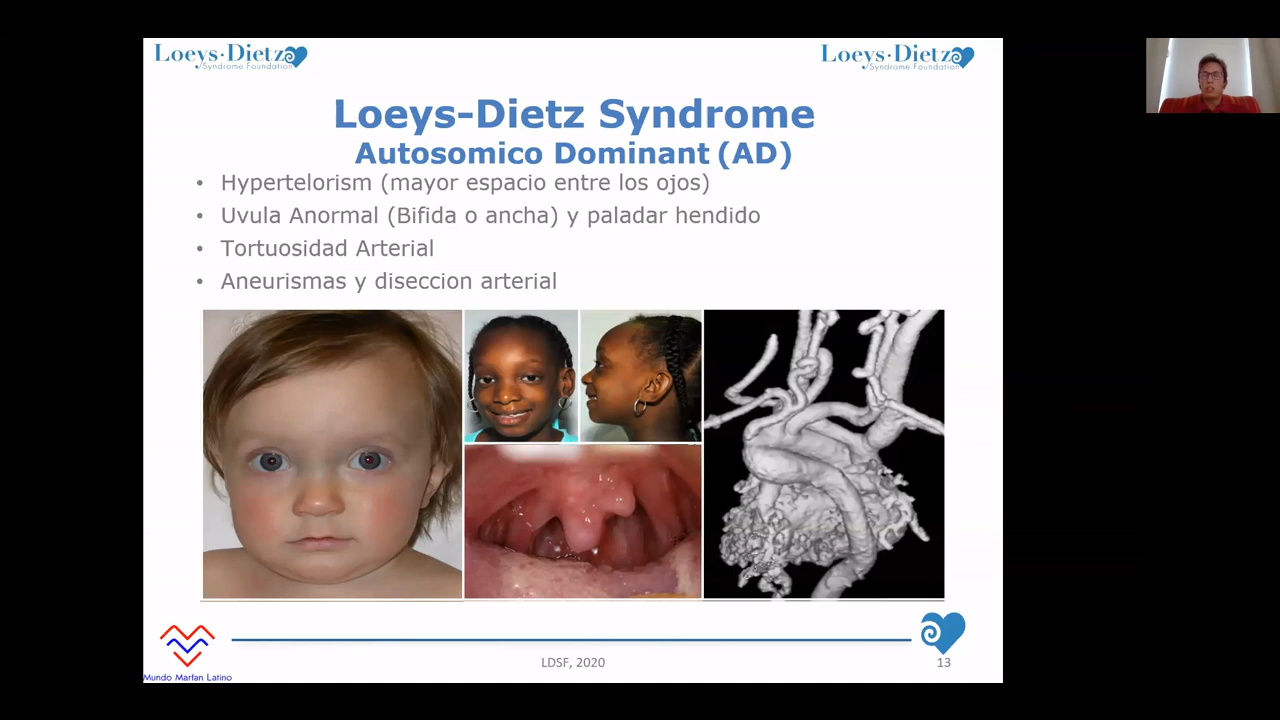 Loeys·Dietz
Syndrome Foundation
Loeys·Dietz
Syndrome Foundation
Loeys-Dietz Syndrome
Autosomico Dominant (AD)
• Hypertelorism (mayor espacio entre los ojos)
• Uvula Anormal (Bifida o ancha) y paladar hendido
• Tortuosidad Arterial
• Aneurismas y diseccion arterial
Mundo Marfan Latino
LDSF, 2020
13